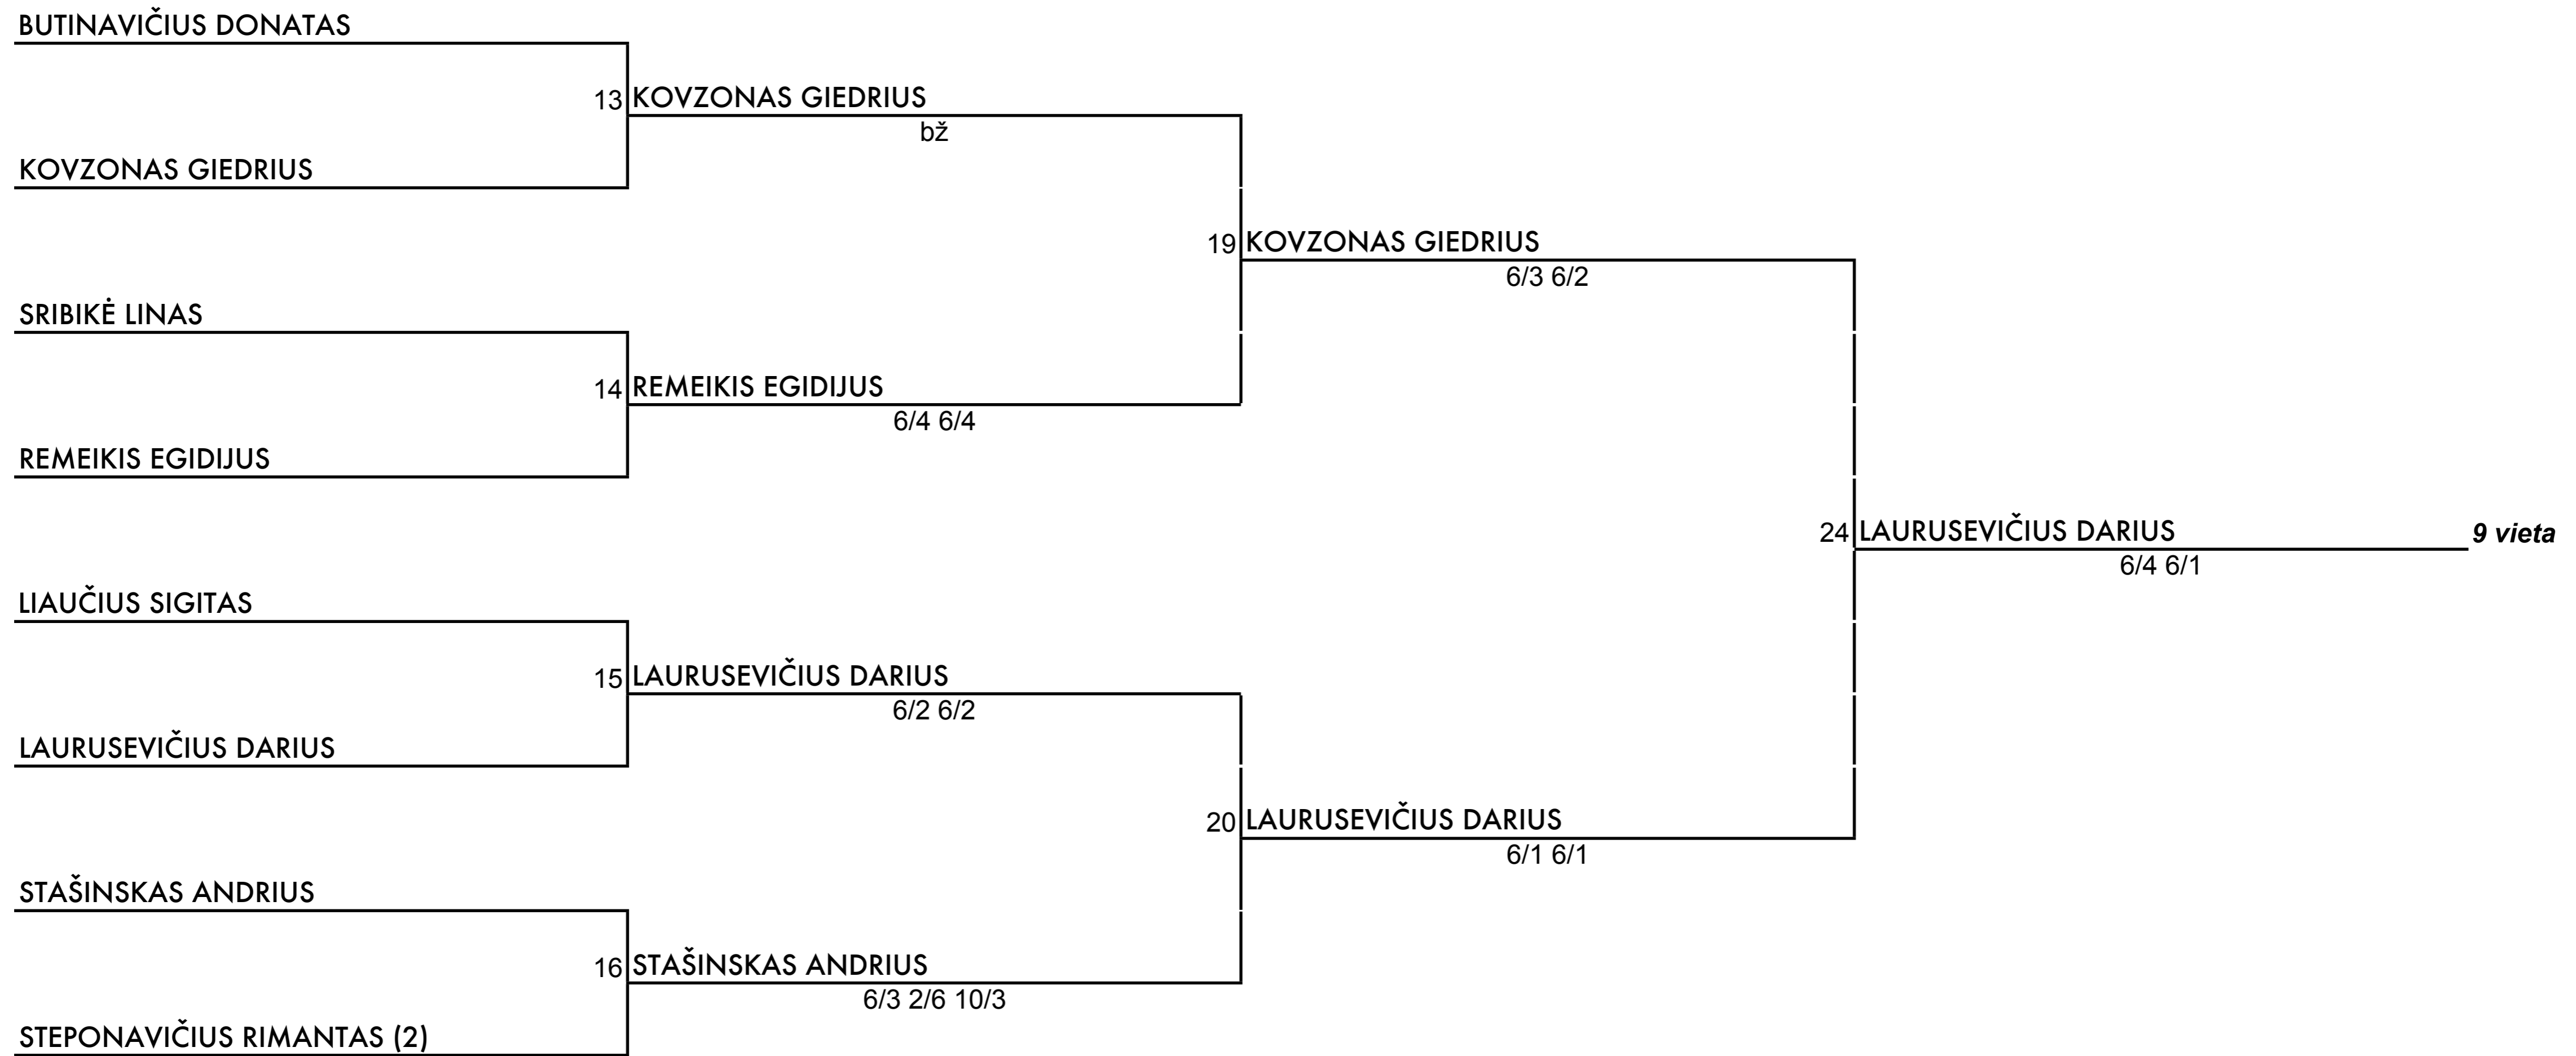 BUTINAVIČIUS DONATAS
13 KOVZONAS GIEDRIUS
bž
KOVZONAS GIEDRIUS
19 KOVZONAS GIEDRIUS
6/3 6/2
SRIBIKĖ LINAS
14 REMEIKIS EGIDIJUS
6/4 6/4
REMEIKIS EGIDIJUS
24 LAURUSEVIČIUS DARIUS 9 vieta
6/4 6/1
LIAUČIUS SIGITAS
15 LAURUSEVIČIUS DARIUS
6/2 6/2
LAURUSEVIČIUS DARIUS
20 LAURUSEVIČIUS DARIUS
6/1 6/1
STAŠINSKAS ANDRIUS
16 STAŠINSKAS ANDRIUS
6/3 2/6 10/3
STEPONAVIČIUS RIMANTAS (2)